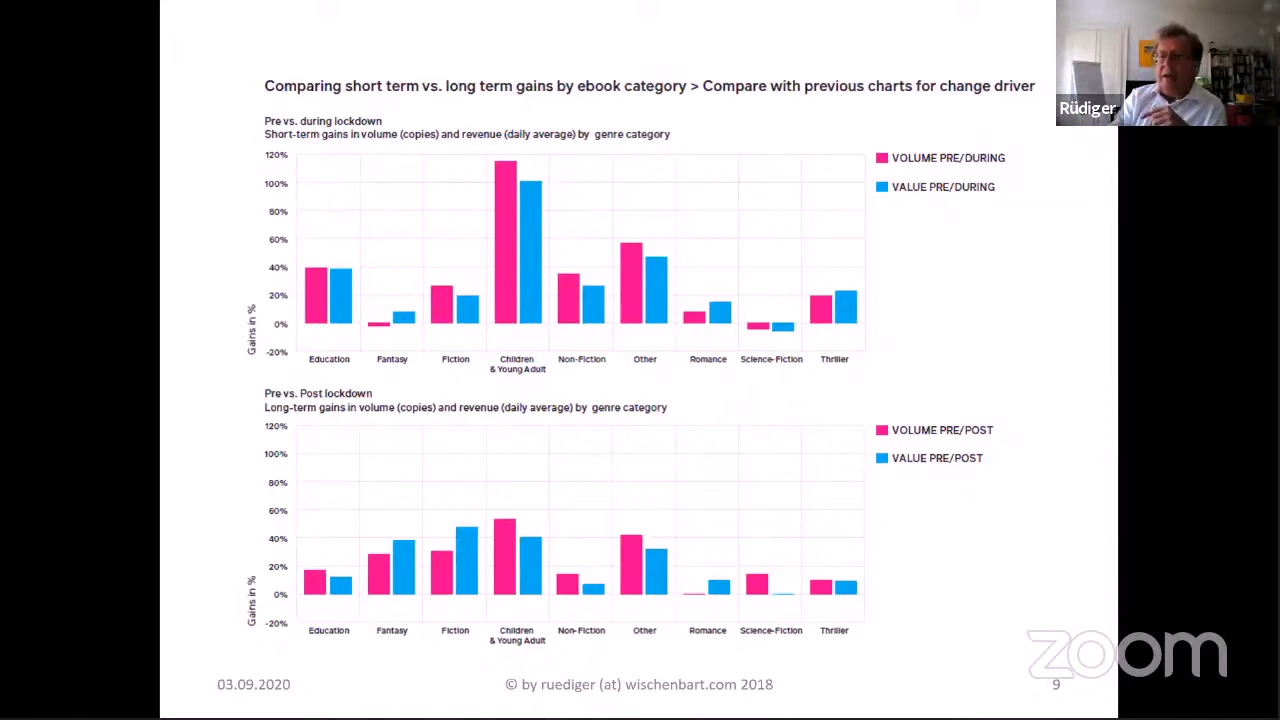 Comparing short term vs. long term gains by ebook category > Compare with previous charts for change driver
Rüdiger
Pre vs. during lockdown
Short-term gains in volume (copies) and revenue (daily average) by genre category
120%
100%
80%
60%
40%
20%
0%
-20%
Gains in %
VOLUME PRE/DURING
VALUE PRE/DURING
Education
Fantasy
Fiction
Children
& Young Adult
Non-Fiction
Other
Romance
Science-Fiction
Thriller
Pre vs. Post lockdown
Long-term gains in volume (copies) and revenue (daily average) by genre category
120%
100%
80%
60%
40%
20%
0%
-20%
Gains in %
VOLUME PRE/POST
VALUE PRE/POST
Education
Fantasy
Fiction
Children
& Young Adult
Non-Fiction
Other
Romance
Science-Fiction
Thriller
03.09.2020
© by ruediger (at) wischenbart.com 2018
9
zoom